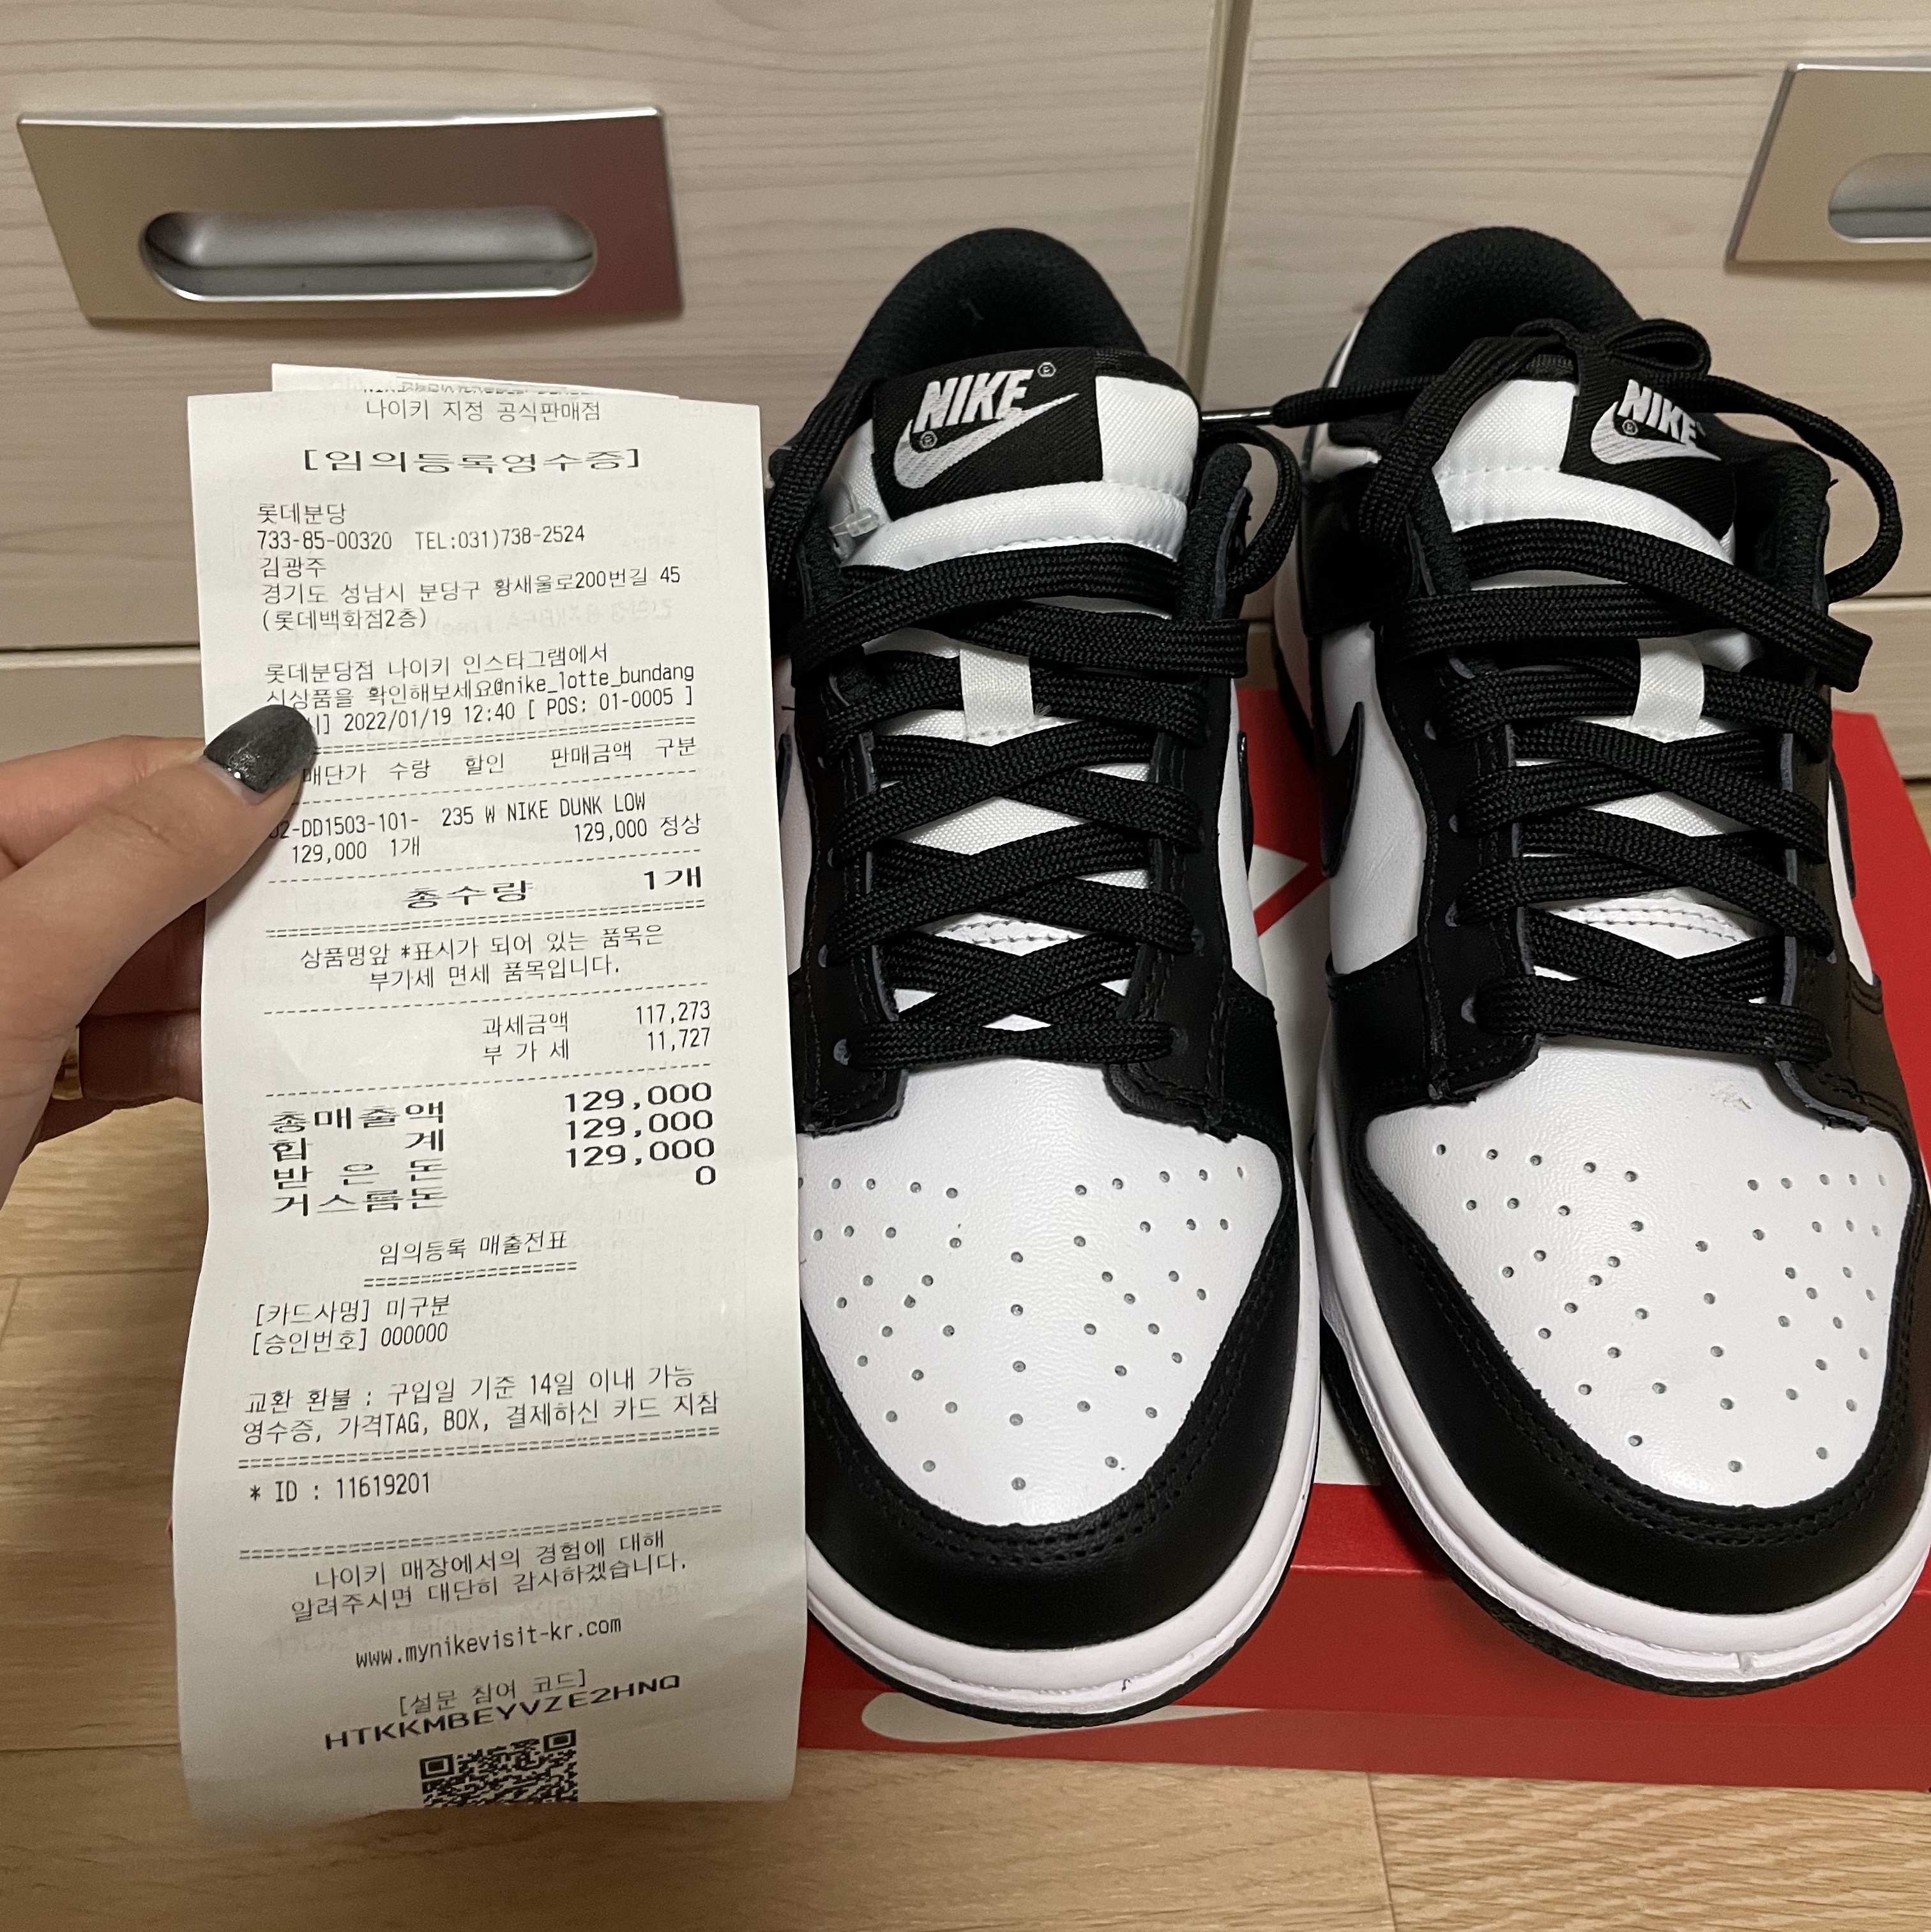 나이키 지정 공식판매점
[임의등록영수증]
롯데분당
733-85-00320 TEL:031)738-2524
김광주
경기도 성남시 분당구 황새울로200번길 45
(롯데백화점2층)
롯데분당점 나이키 인스타그램에서
신상품을 확인해보세요@nike_lotte_bundang
] 2022/01/19 12:40 [ POS: 01-0005 ]
매단가 수량 할인 판매금액 구분
02-DD1503-101- 235 W NIKE DUNK LOW
129,000 1개 129,000 정상
총수량 1개
상품명앞 *표시가 되어 있는 품목은
부가세 면세 품목입니다.
과세금액 117,273
부 가 세 11,727
총매출액 129,000
합 계 129,000
받 은 돈 129,000
거스름돈 0
임의등록 매출전표
[카드사명] 미구분
[승인번호] 000000
교환 환불 : 구입일 기준 14일 이내 가능
영수증, 가격TAG, BOX, 결제하신 카드 지참
* ID : 11619201
나이키 매장에서의 경험에 대해
알려주시면 대단히 감사하겠습니다.
www.mynikevisit-kr.com
[설문 참여 코드]
HTKKMBEYVZE2HNQ
NIKE
NIKE